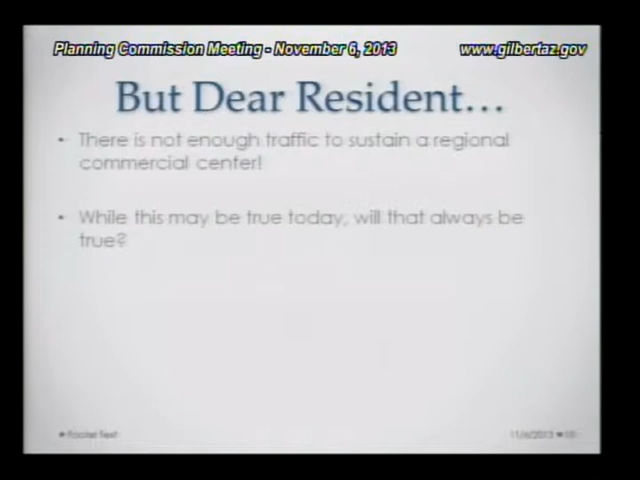 Planning Commission Meeting - November 6, 2013 www.gilbertaz.gov
But Dear Resident...
• There is not enough traffic to sustain a regional
commercial center!
• While this may be true today, will that always be
true?
Footer Text 11/6/2013